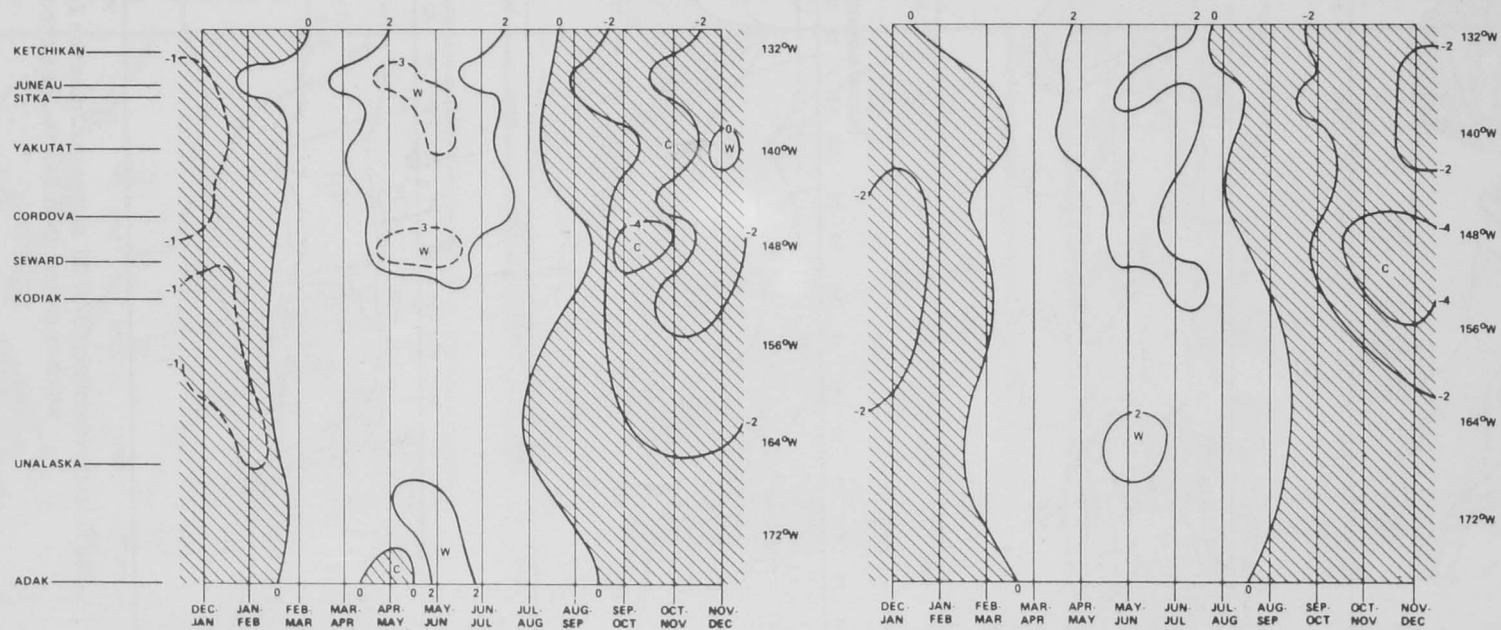 0 2 2 0 -2 -2
0 2 2 0 -2
KETCHIKAN
132°W
132°W
-1
3
-2
JUNEAU
W
SITKA
0
YAKUTAT
C
W
140°W
140°W
-2
-2
CORDOVA
-4
3
-1
W
C
-2
148°W
-4
148°W
SEWARD
C
-1
KODIAK
-4
156°W
156°W
-1
-2
-2
-2
2
164°W
164°W
W
UNALASKA
172°W
172°W
W
C
ADAK
0 0 0 2 2 0
0 0
DEC- JAN- FEB- MAR- APR- MAY- JUN- JUL- AUG- SEP- OCT- NOV-
JAN FEB MAR APR MAY JUN JUL AUG SEP OCT NOV DEC
DEC- JAN- FEB- MAR- APR- MAY- JUN- JUL- AUG- SEP- OCT- NOV-
JAN FEB MAR APR MAY JUN JUL AUG SEP OCT NOV DEC